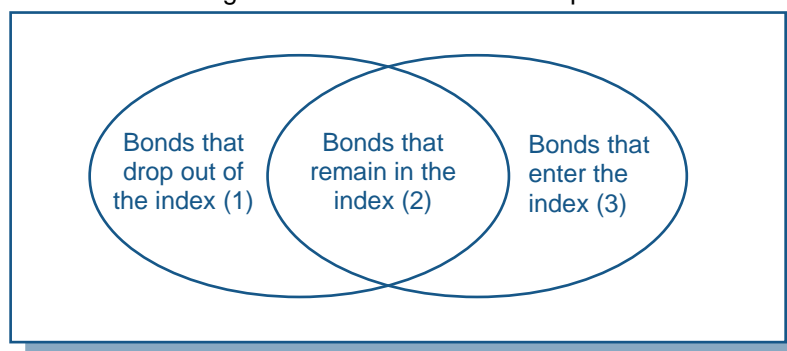 Bonds that
drop out of
the index (1)
Bonds that
remain in the
index (2)
Bonds that
enter the
index (3)